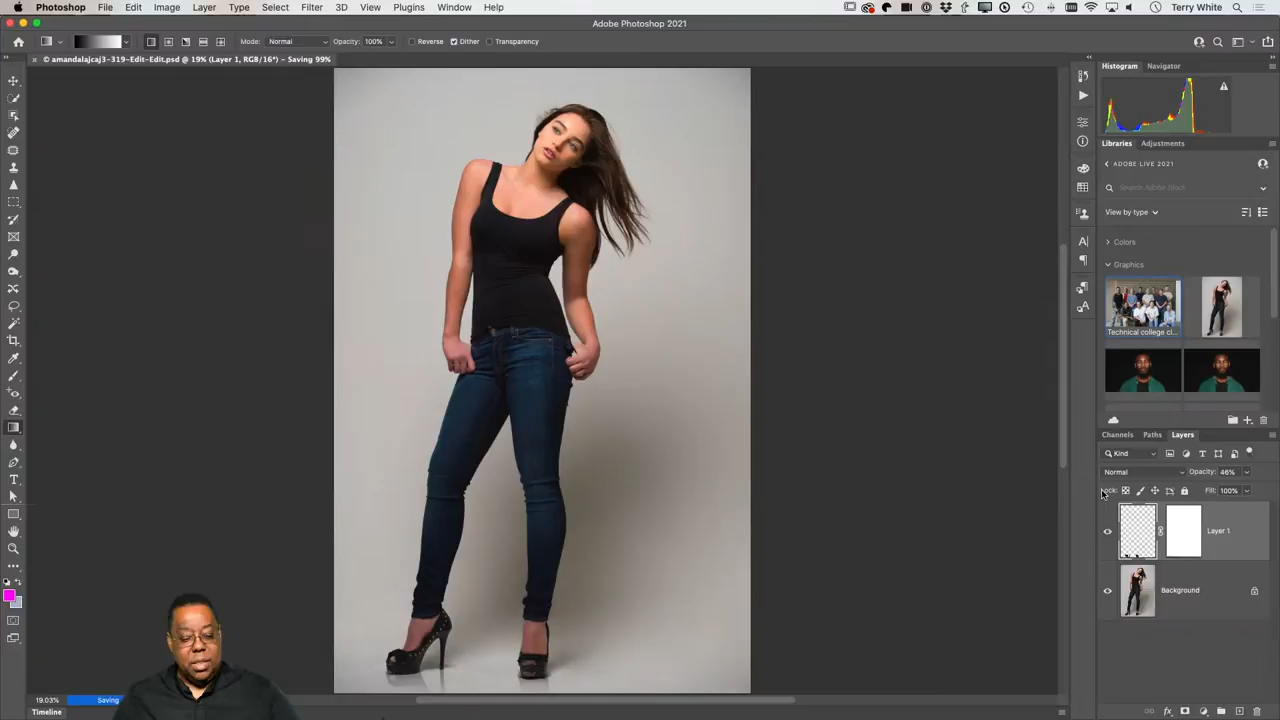 Photoshop File Edit Image Layer Type Select Filter 3D View Plugins Window Help Terry White
Adobe Photoshop 2021
Mode: Normal Opacity: 100% Reverse Dither Transparency
© amandalajcaj3-319-Edit-Edit.psd @ 19% (Layer 1, RGB/16*) - Saving 99%
Histogram Navigator
Libraries Adjustments
ADOBE LIVE 2021
Search Adobe Stock
View by type
Colors
Graphics
Technical college cl...
Channels Paths Layers
Kind
Normal Opacity: 46%
Lock: Fill: 100%
Layer 1
Background
19.03% Saving
Timeline